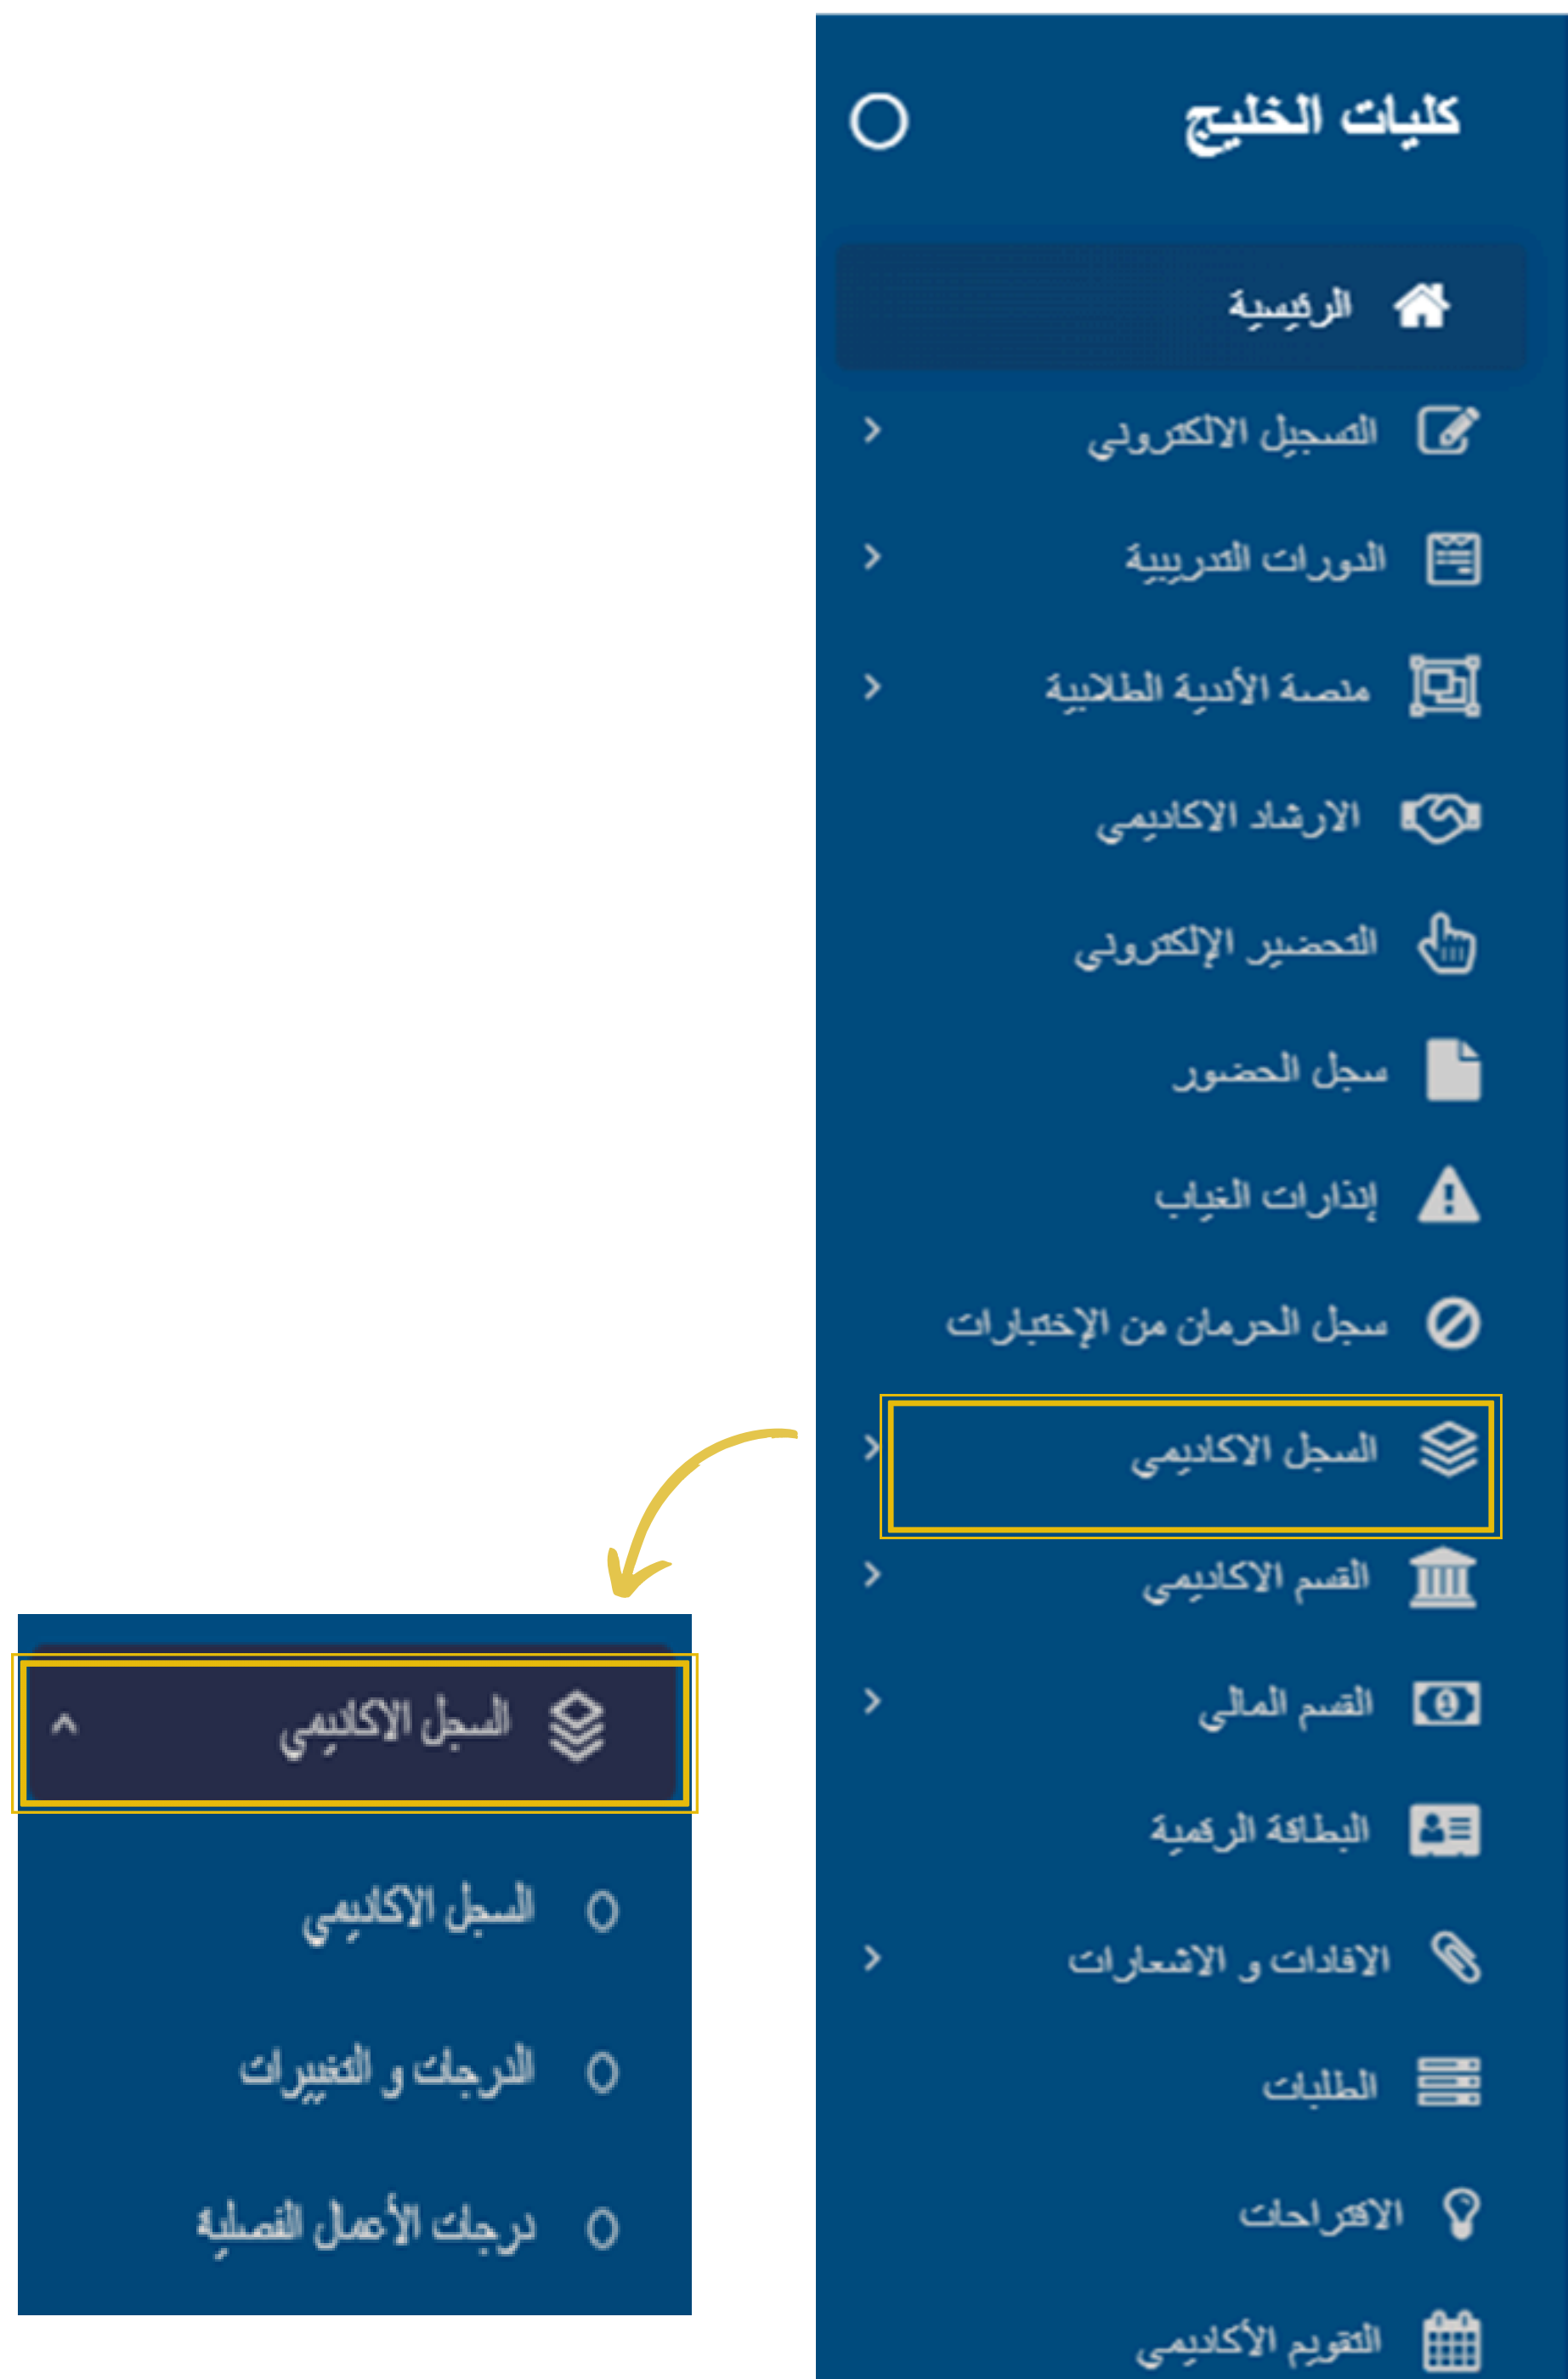 كليات الخليج
الرئيسية
التسجيل الالكتروني
الدورات التدريبية
منصة الأندية الطلابية
الارشاد الاكاديمي
التحضير الإلكتروني
سجل الحضور
إنذارات الغياب
سجل الحرمان من الإختبارات
السجل الاكاديمي
القسم الاكاديمي
القسم المالي
البطاقة الرقمية
الافادات و الاشعارات
الطلبات
الاقتراحات
التقويم الأكاديمي
السجل الاكاديمي
السجل الاكاديمي
الدرجات و التغييرات
درجات الأعمال الفصلية